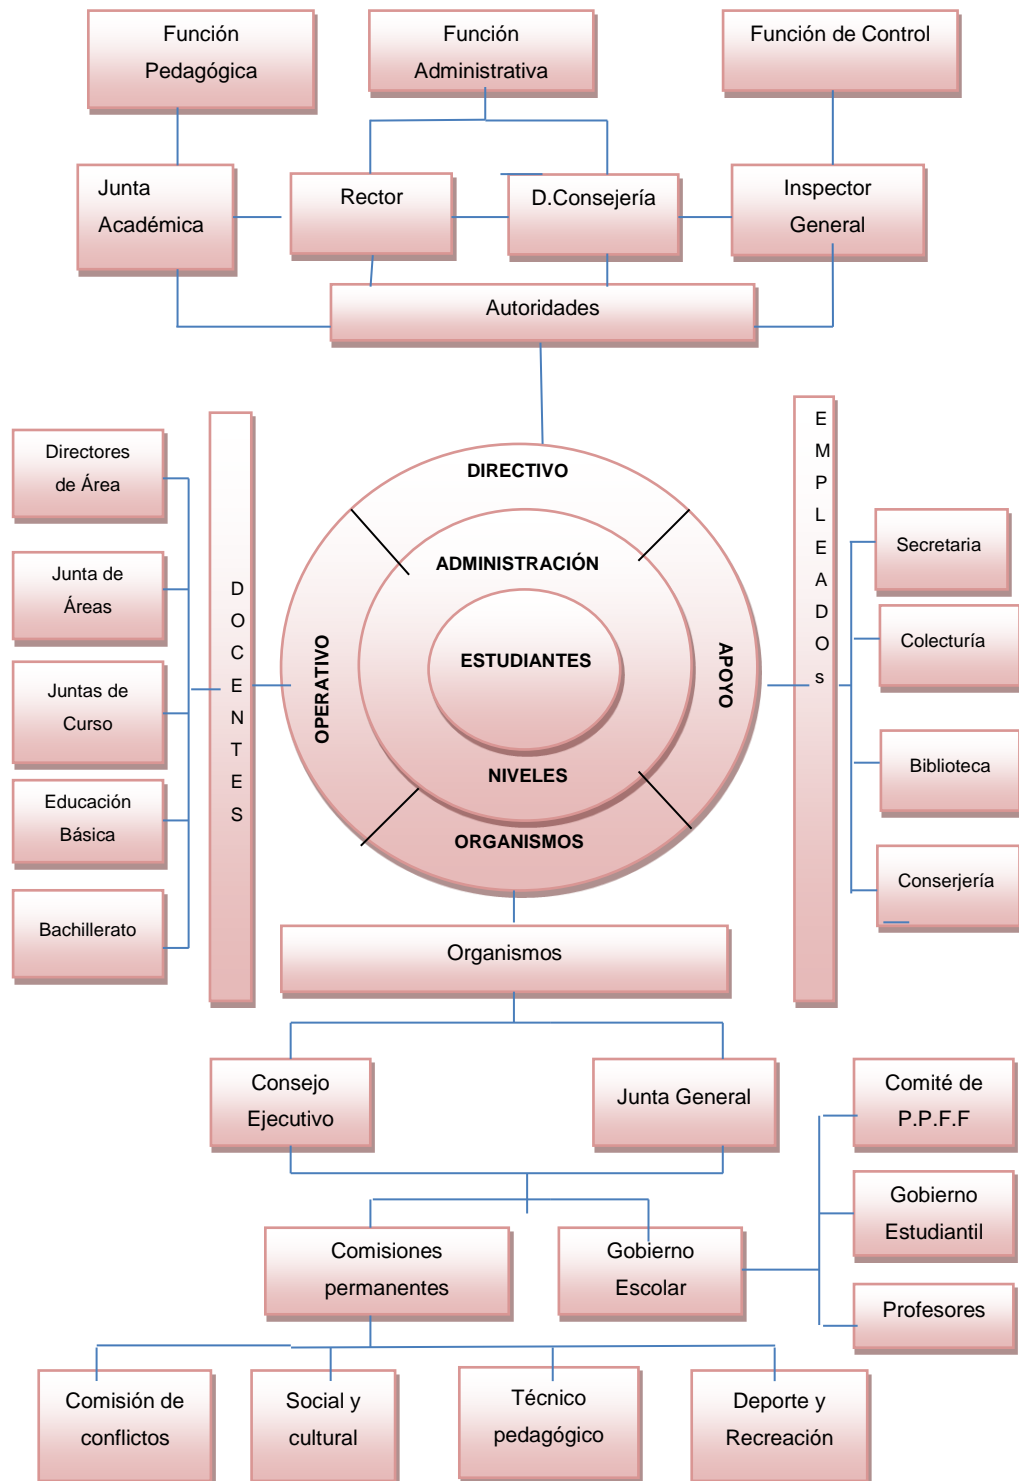 Función
Pedagógica
Función
Administrativa
Función de Control
Junta
Académica
Rector
D.Consejería
Inspector
General
Autoridades
Directores
de Área
Junta de
Áreas
Juntas de
Curso
Educación
Básica
Bachillerato
D
O
C
E
N
T
E
S
DIRECTIVO
ADMINISTRACIÓN
ESTUDIANTES
OPERATIVO
APOYO
NIVELES
ORGANISMOS
E
M
P
L
E
A
D
O
s
Secretaria
Colecturía
Biblioteca
Conserjería
Organismos
Consejo
Ejecutivo
Junta General
Comité de
P.P.F.F
Gobierno
Estudiantil
Profesores
Comisiones
permanentes
Gobierno
Escolar
Comisión de
conflictos
Social y
cultural
Técnico
pedagógico
Deporte y
Recreación